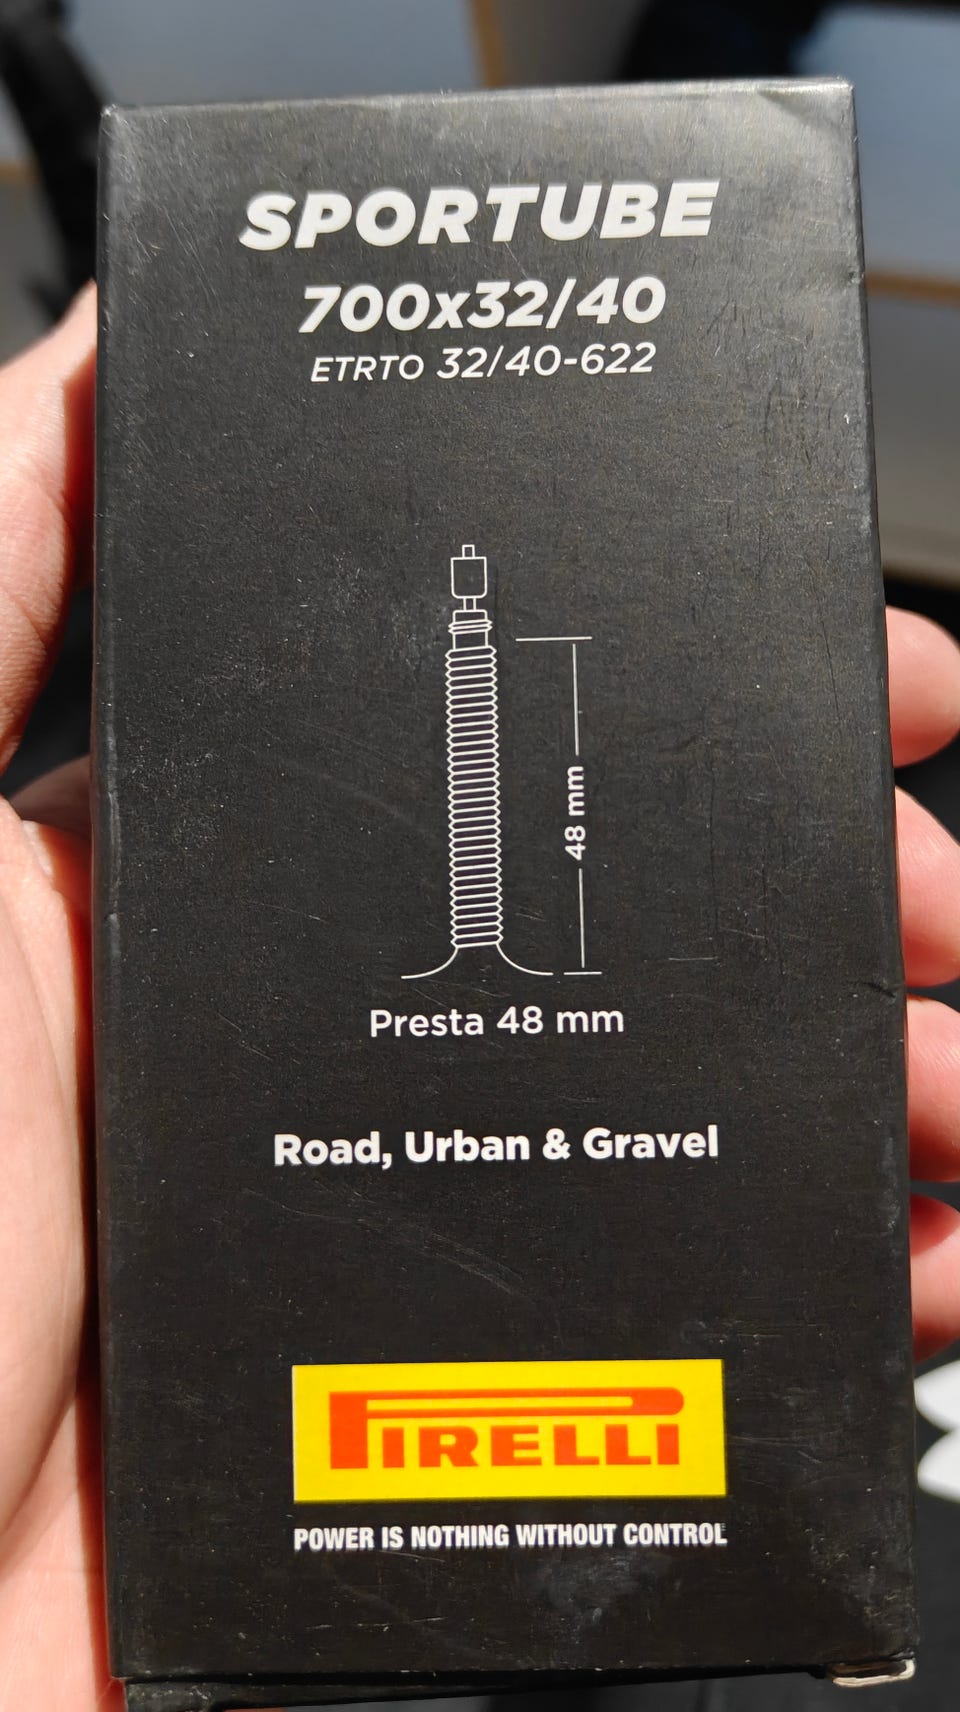 SPORTUBE
700x32/40
ETRTO 32/40-622
48 mm
Presta 48 mm
Road, Urban & Gravel
PIRELLI
POWER IS NOTHING WITHOUT CONTROL